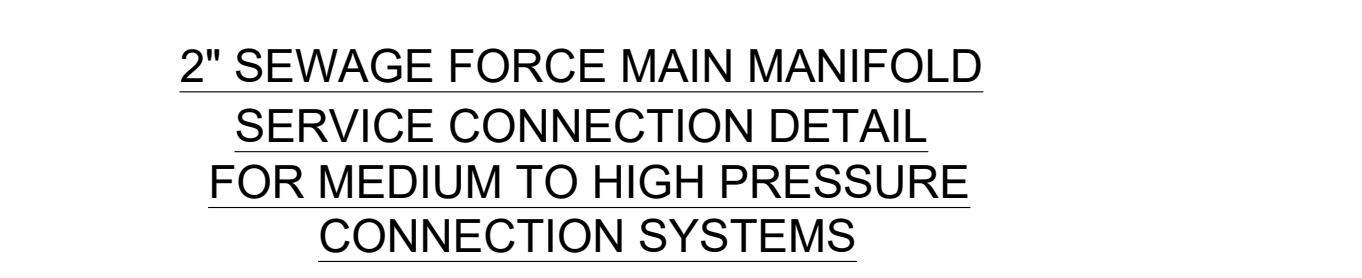 2" SEWAGE FORCE MAIN MANIFOLD
SERVICE CONNECTION DETAIL
FOR MEDIUM TO HIGH PRESSURE
CONNECTION SYSTEMS